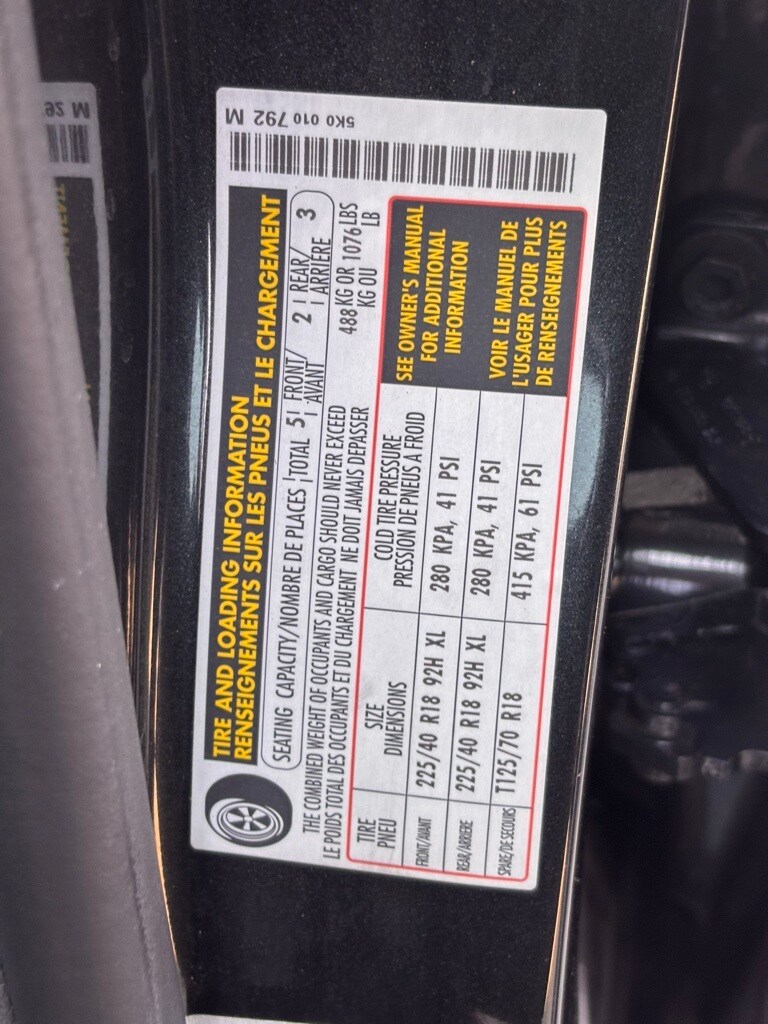 5K0 010 792 M
TIRE AND LOADING INFORMATION
RENSEIGNEMENTS SUR LES PNEUS ET LE CHARGEMENT
SEATING CAPACITY/NOMBRE DE PLACES TOTAL 5 FRONT/AVANT 2 REAR/ARRIÈRE 3
THE COMBINED WEIGHT OF OCCUPANTS AND CARGO SHOULD NEVER EXCEED 488 KG OR 1076 LBS
LE POIDS TOTAL DES OCCUPANTS ET DU CHARGEMENT NE DOIT JAMAIS DEPASSER KG OU LB
TIRE SIZE COLD TIRE PRESSURE
PNEU DIMENSIONS PRESSION DE PNEUS A FROID
FRONT/AVANT 225/40 R18 92H XL 280 KPA, 41 PSI
REAR/ARRIERE 225/40 R18 92H XL 280 KPA, 41 PSI
SPARE/DE SECOURS T125/70 R18 415 KPA, 61 PSI
SEE OWNER'S MANUAL
FOR ADDITIONAL
INFORMATION
VOIR LE MANUEL DE
L'USAGER POUR PLUS
DE RENSEIGNEMENTS
92 M